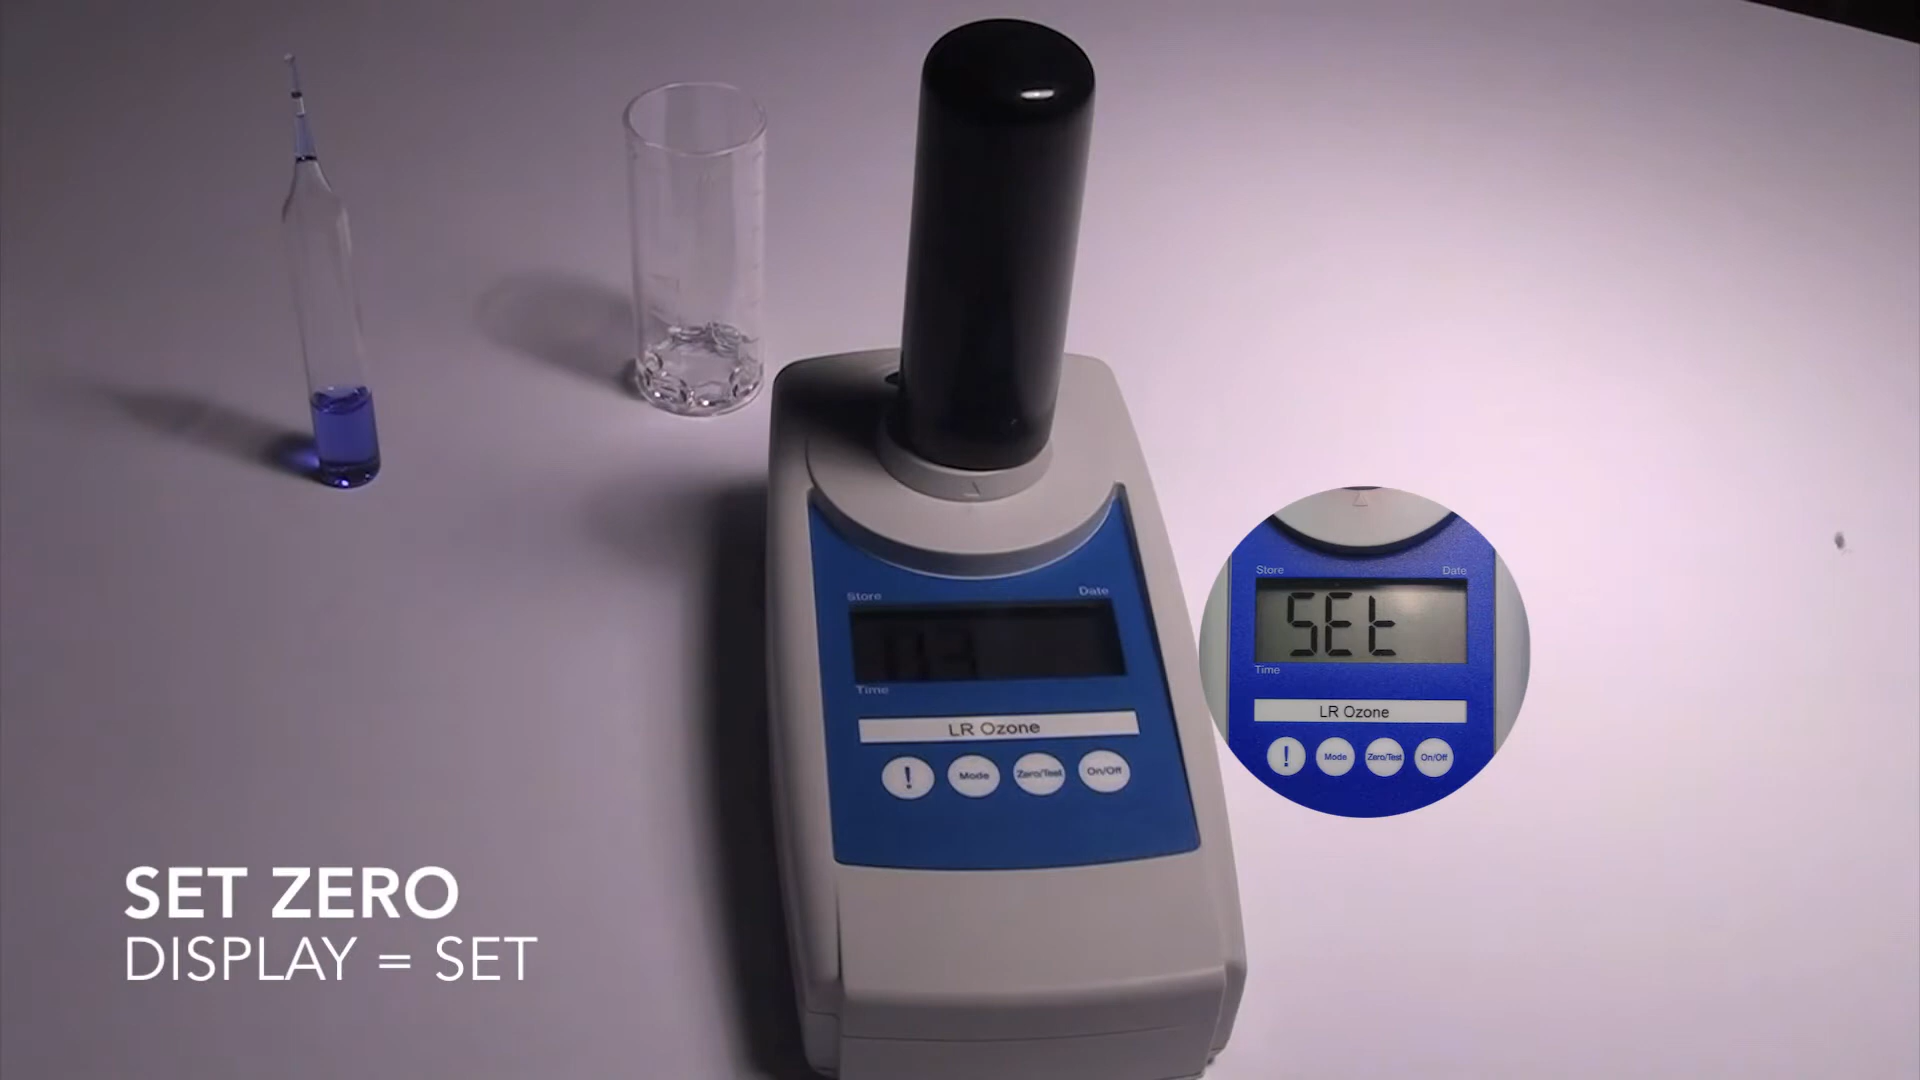 Store Date
Time
LR Ozone
! Mode Zero/Test On/Off
Store Date
SEt
Time
LR Ozone
! Mode Zero/Test On/Off
SET ZERO
DISPLAY = SET